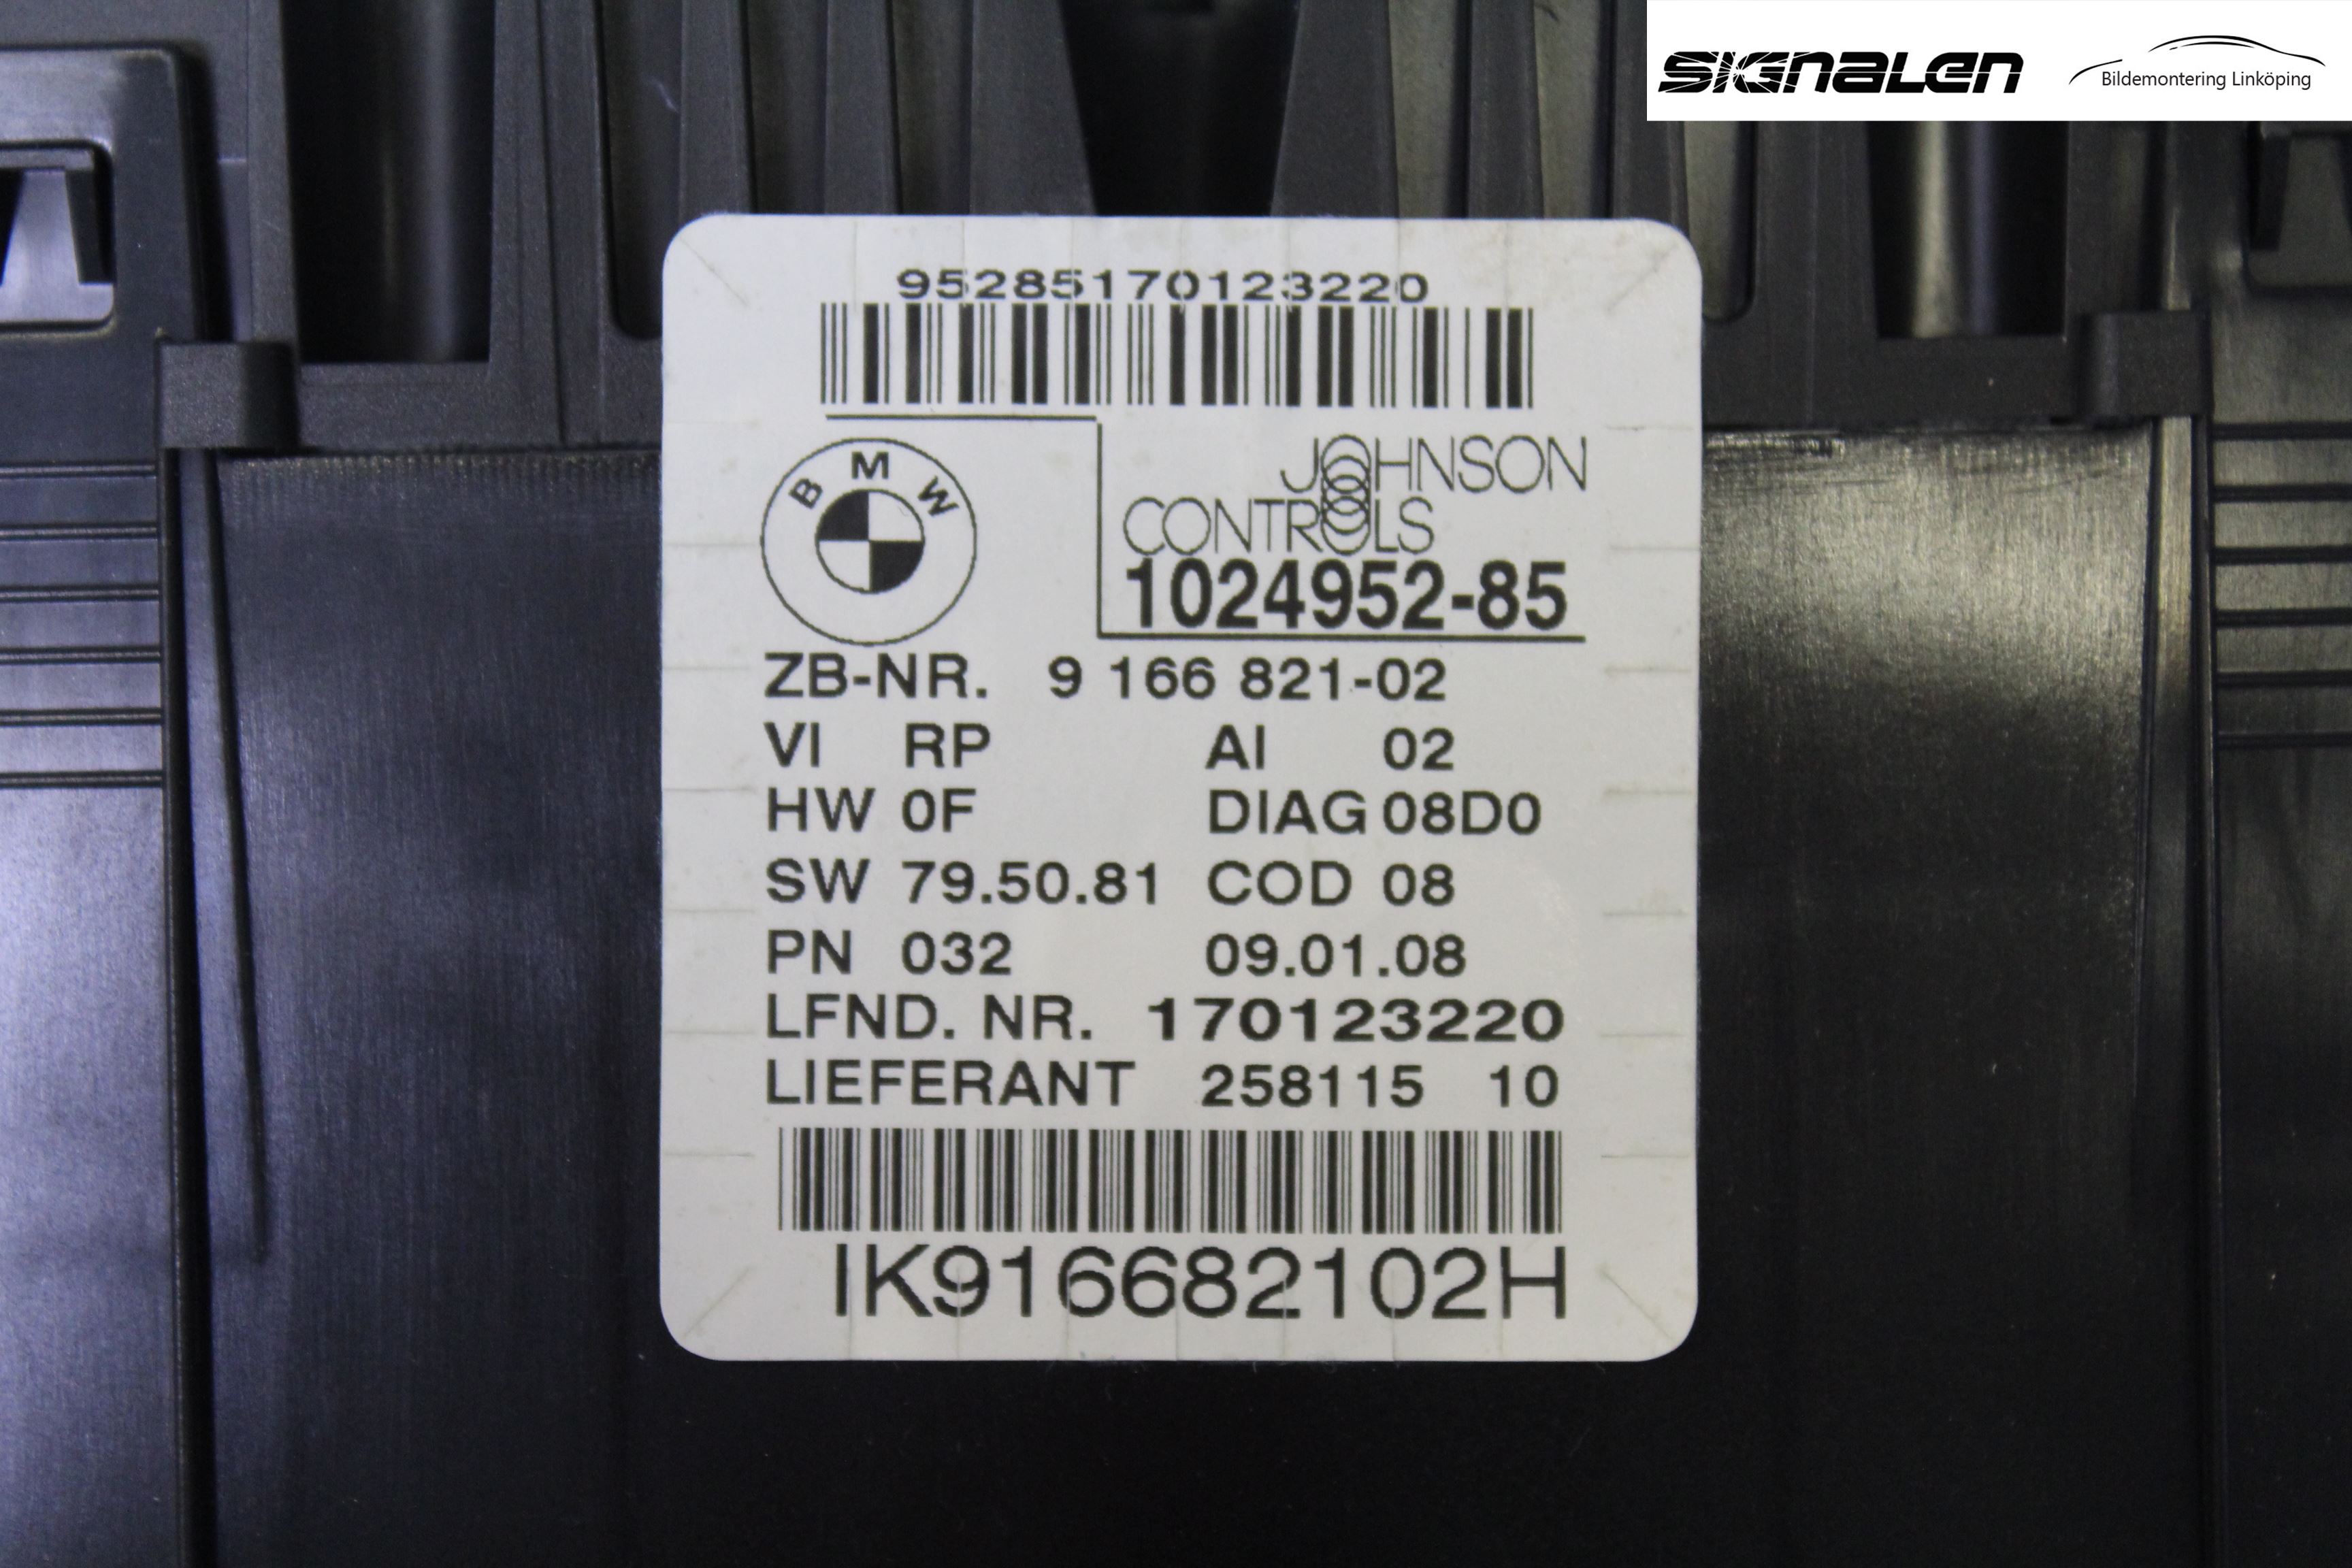 SIGNALEN
Bildemontering Linköping
95285170123220
BMW
JOHNSON
CONTROLS
1024952-85
ZB-NR. 9 166 821-02
VI RP AI 02
HW 0F DIAG 08D0
SW 79.50.81 COD 08
PN 032 09.01.08
LFND. NR. 170123220
LIEFERANT 258115 10
IK916682102H